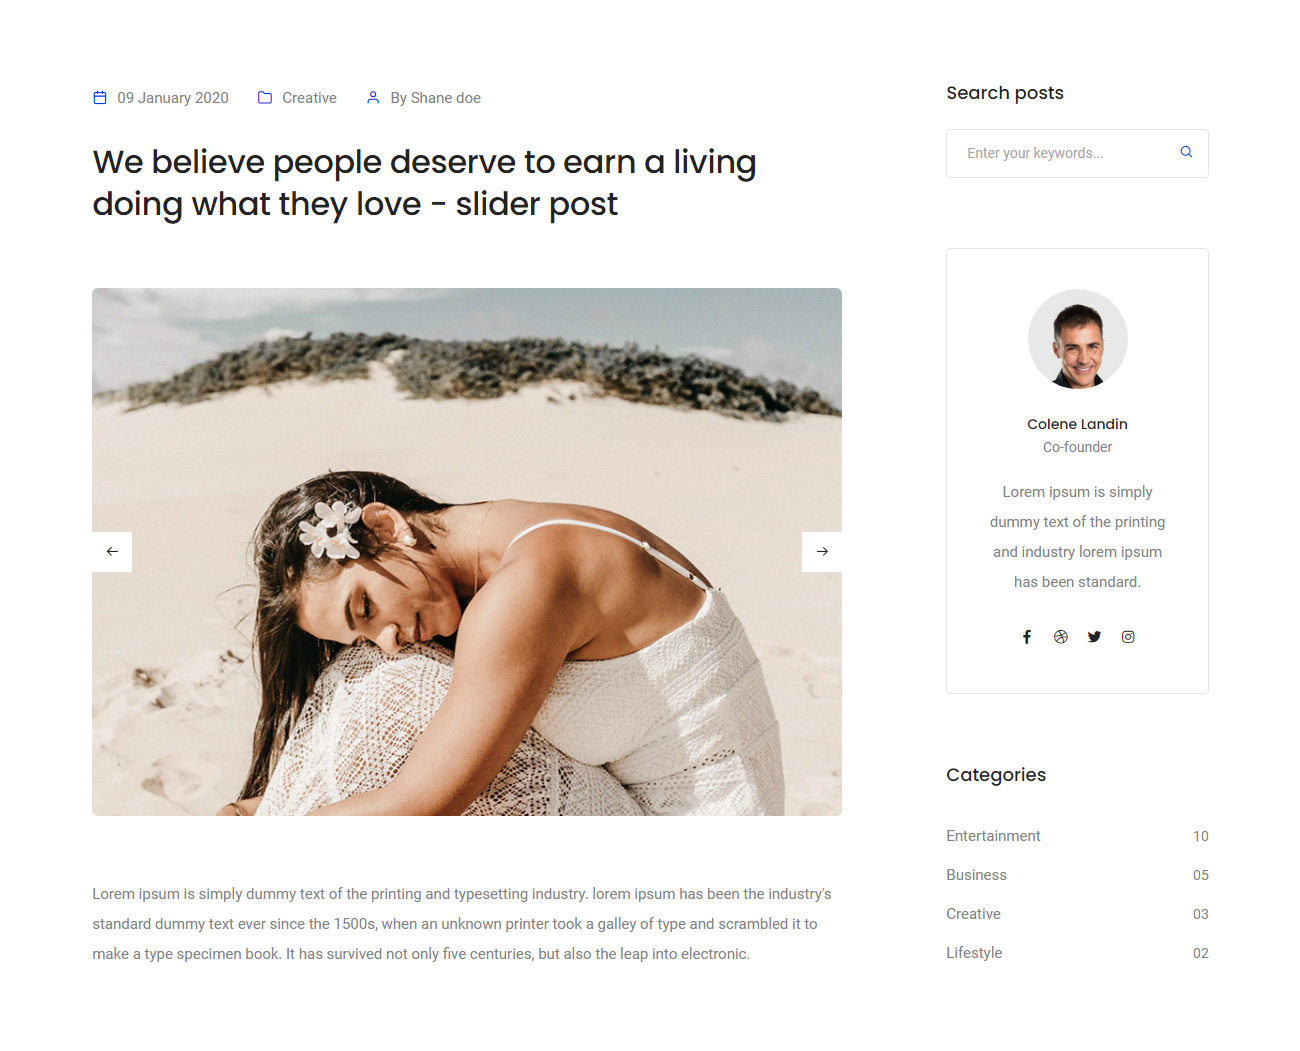 09 January 2020 Creative By Shane doe
We believe people deserve to earn a living
doing what they love - slider post
Lorem ipsum is simply dummy text of the printing and typesetting industry. lorem ipsum has been the industry's
standard dummy text ever since the 1500s, when an unknown printer took a galley of type and scrambled it to
make a type specimen book. It has survived not only five centuries, but also the leap into electronic.
Search posts
Enter your keywords...
Colene Landin
Co-founder
Lorem ipsum is simply
dummy text of the printing
and industry lorem ipsum
has been standard.
Categories
Entertainment 10
Business 05
Creative 03
Lifestyle 02